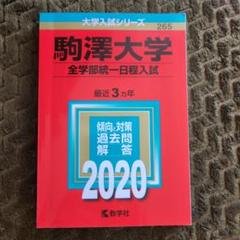 大学入試シリーズ
265
駒澤大学
全学部統一日程入試
最近3ヵ年
傾向と対策
過去問
解答
2020
教学社